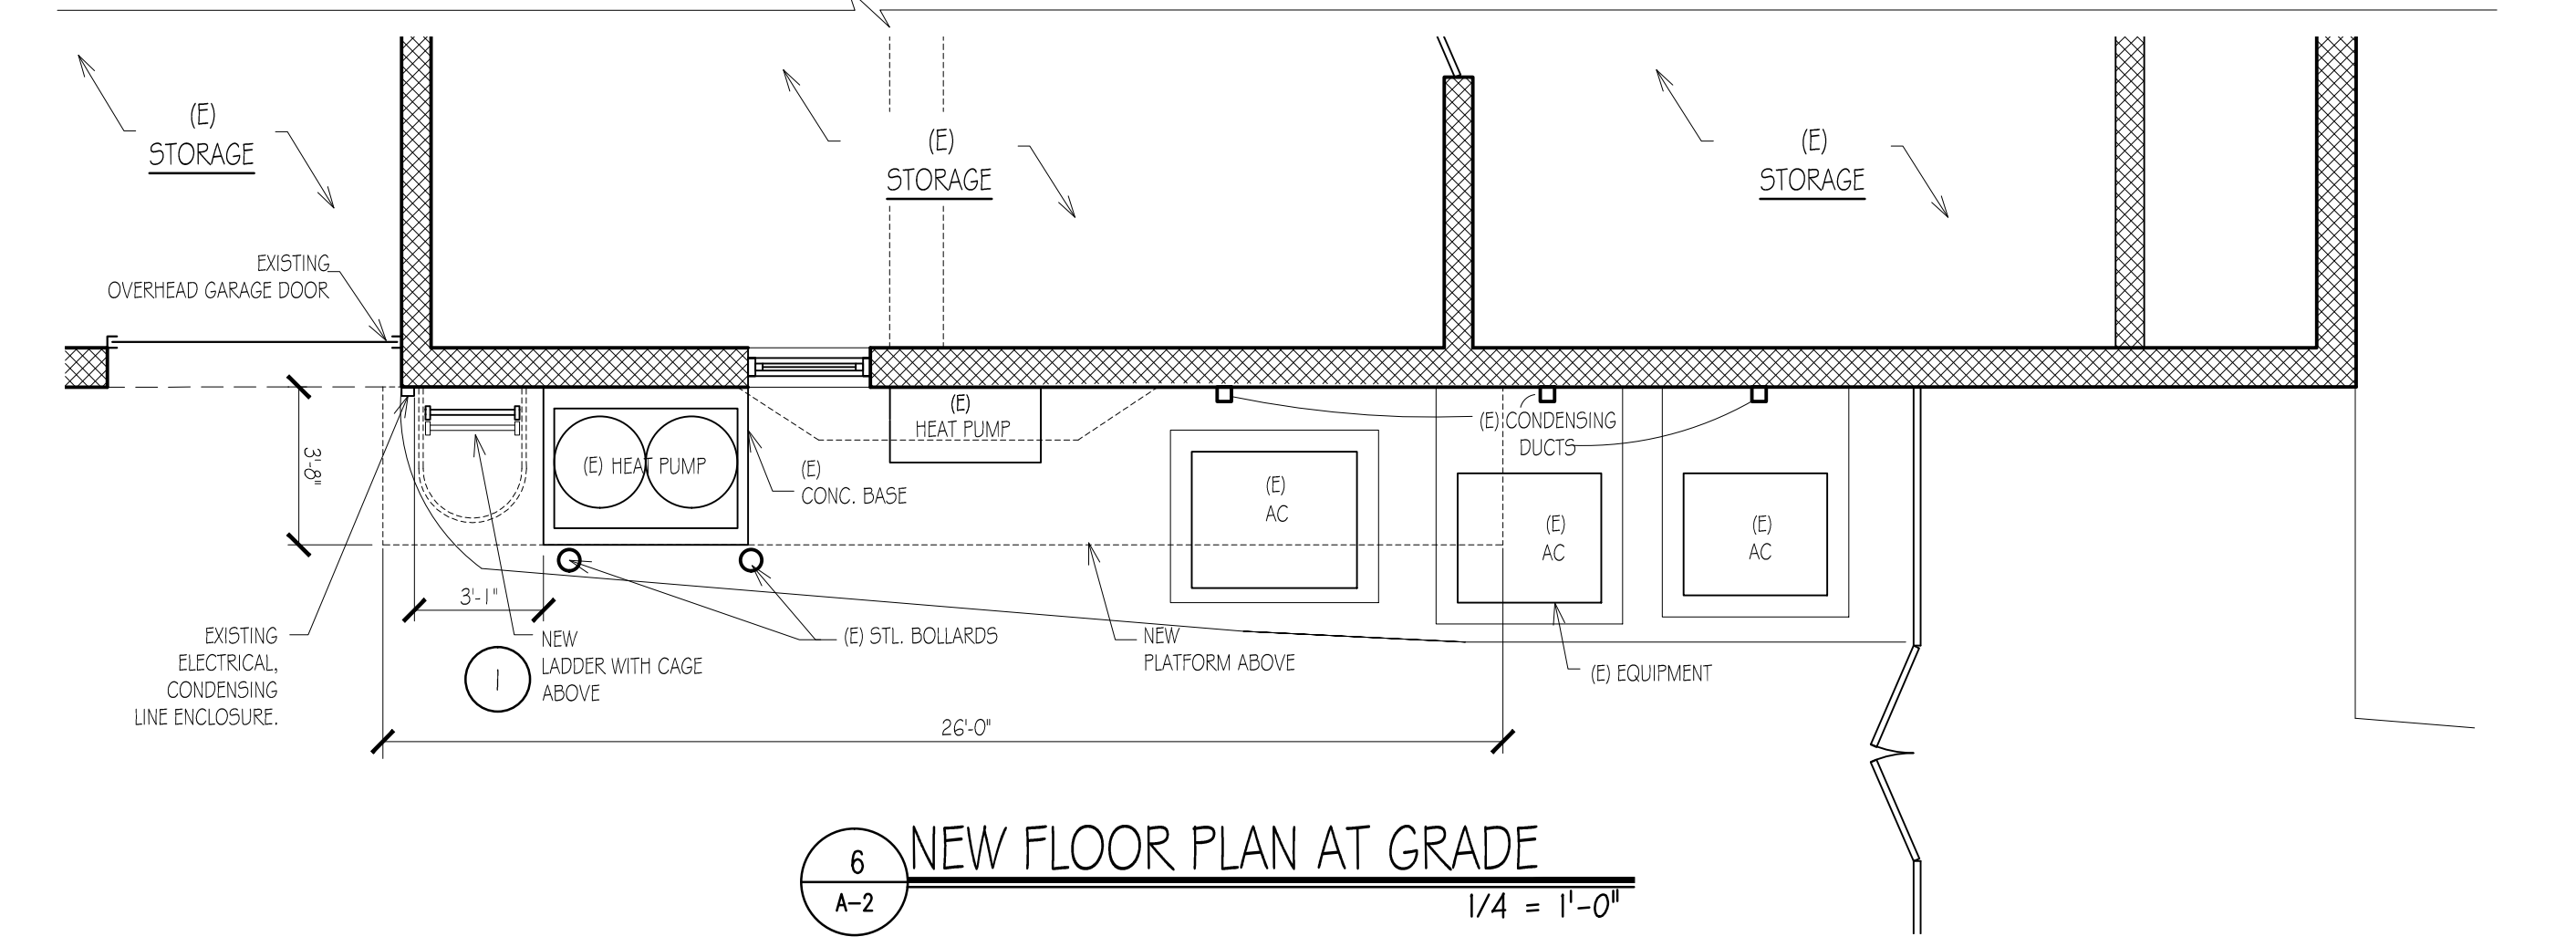 (E)
STORAGE
(E)
STORAGE
(E)
STORAGE
EXISTING
OVERHEAD GARAGE DOOR
3'-8"
(E) HEAT PUMP
(E)
HEAT PUMP
(E)
CONC. BASE
(E) CONDENSING
DUCTS
(E)
AC
(E)
AC
(E)
AC
3'-1"
EXISTING
ELECTRICAL,
CONDENSING
LINE ENCLOSURE.
1
NEW
LADDER WITH CAGE
ABOVE
(E) STL. BOLLARDS
NEW
PLATFORM ABOVE
(E) EQUIPMENT
26'-0"
6
A-2
NEW FLOOR PLAN AT GRADE
1/4 = 1'-0"